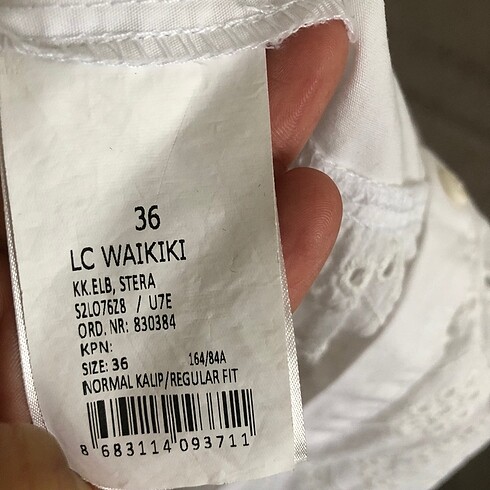 36
LC WAIKIKI
KK.ELB, STERA
S2LO76Z8 / U7E
ORD. NR: 830384
KPN:
SIZE: 36 164/84A
NORMAL KALIP/REGULAR FIT
8 683114 093711